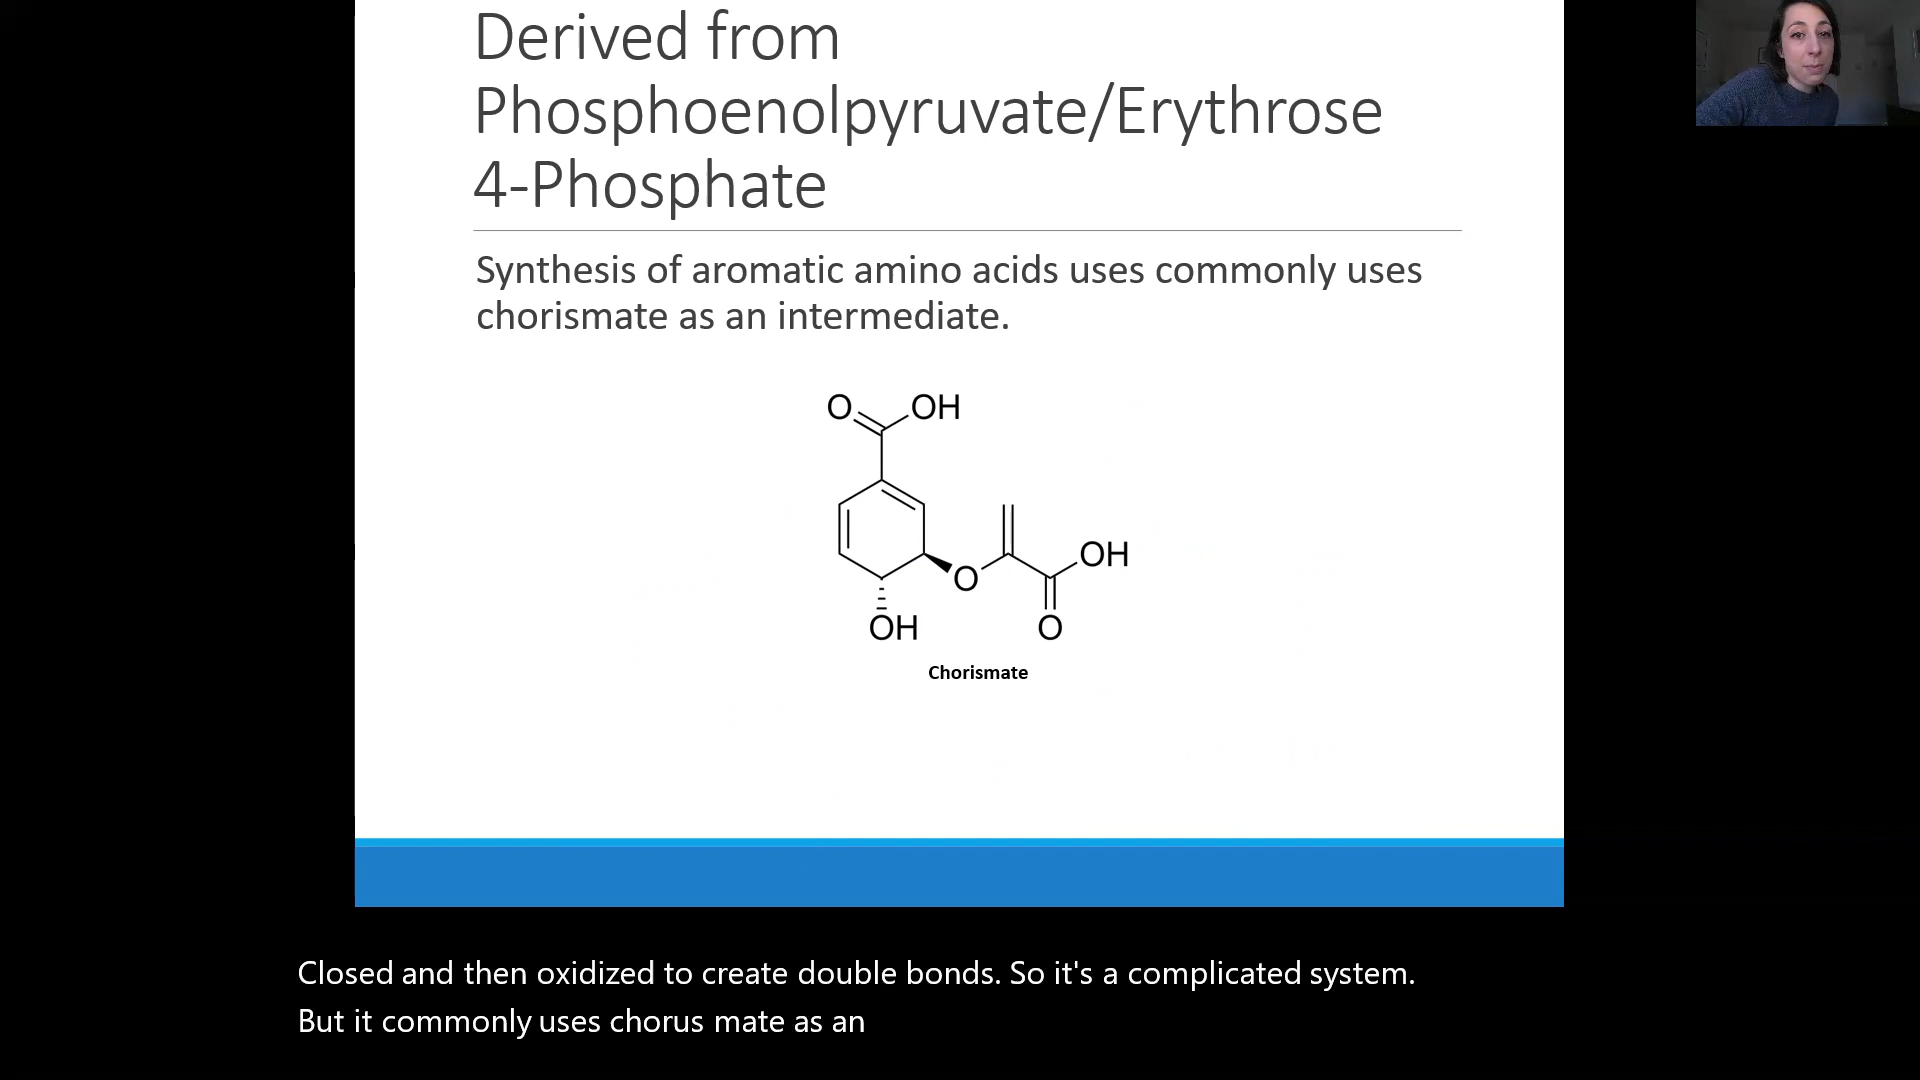 Derived from
Phosphoenolpyruvate/Erythrose
4-Phosphate
Synthesis of aromatic amino acids uses commonly uses
chorismate as an intermediate.
O OH
O OH
OH O
Chorismate
Closed and then oxidized to create double bonds. So it's a complicated system.
But it commonly uses chorus mate as an